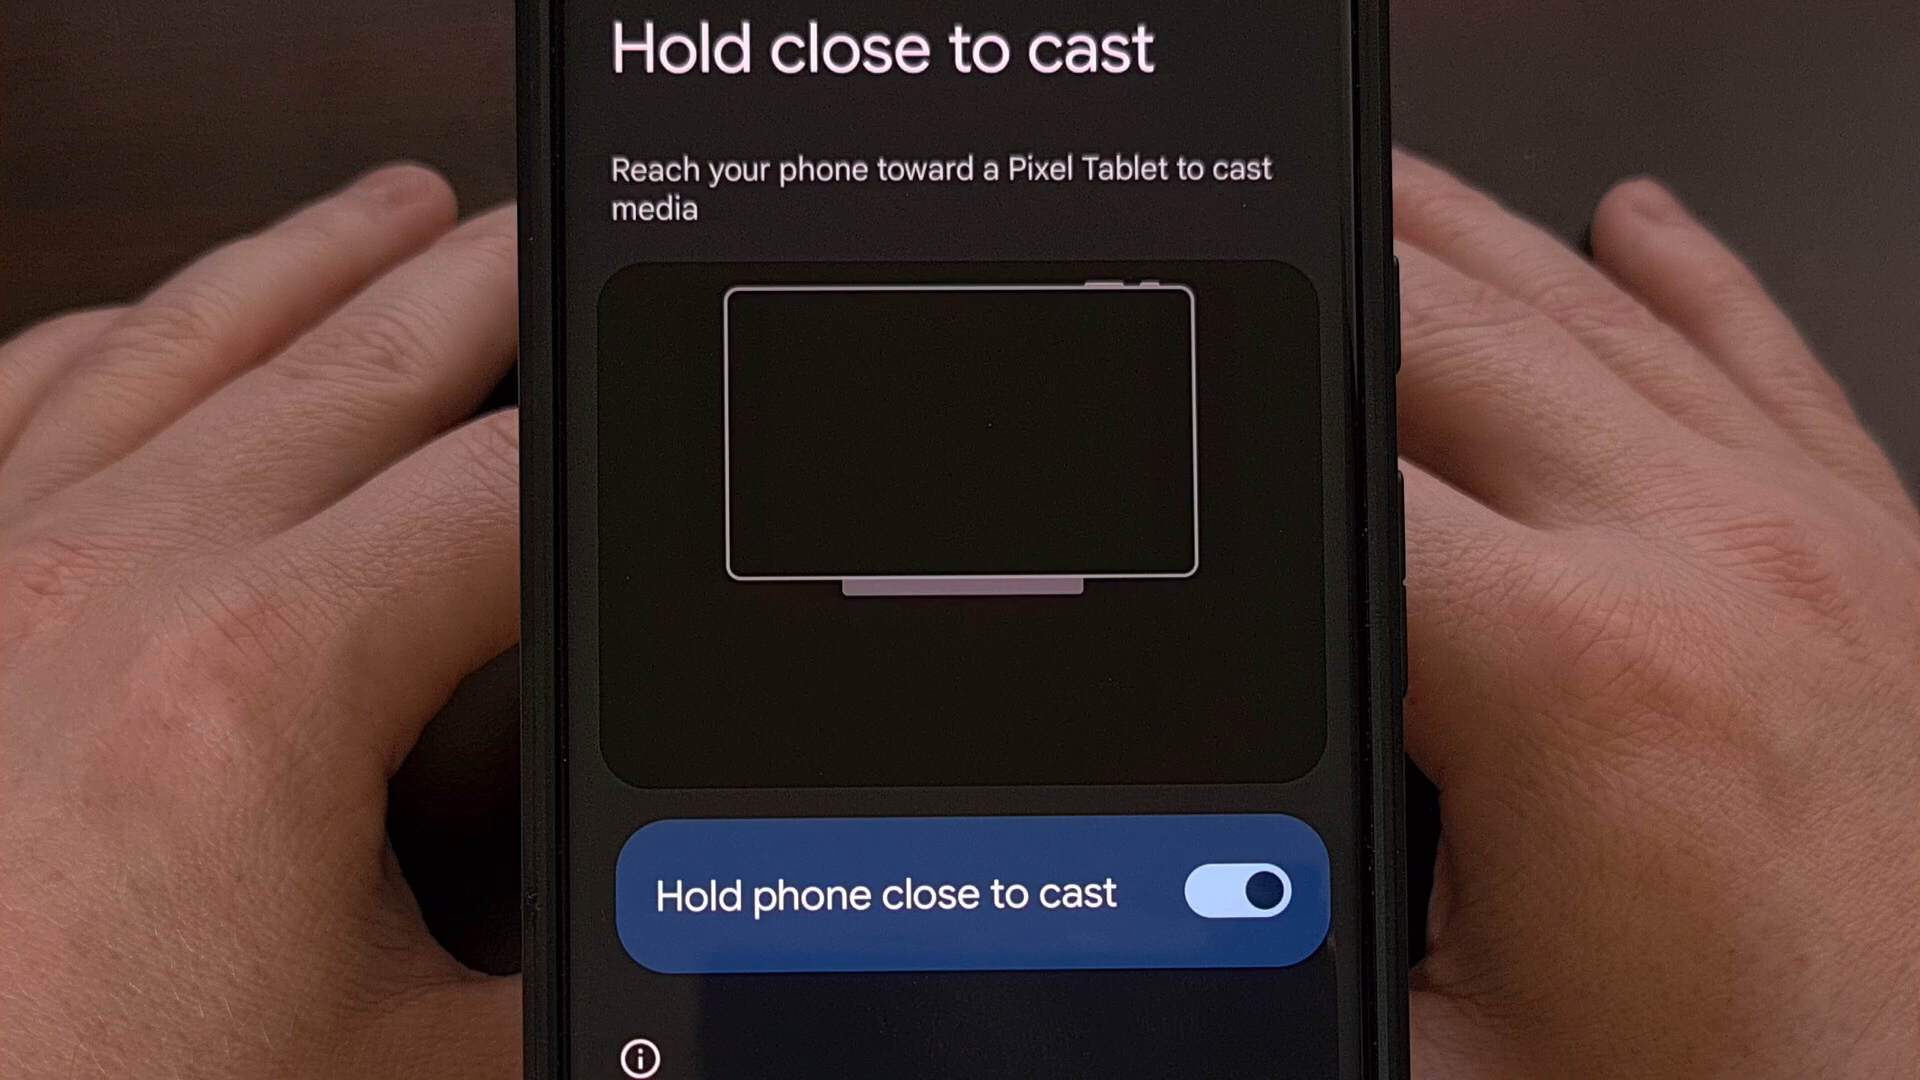 Hold close to cast
Reach your phone toward a Pixel Tablet to cast
media
Hold phone close to cast